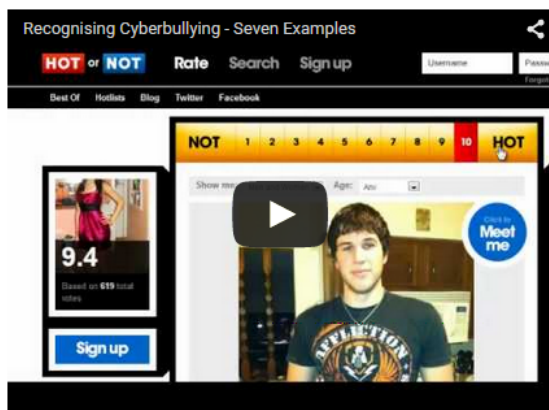 Recognising Cyberbullying - Seven Examples
HOT or NOT Rate Search Sign up Username
Best Of Hotlists Blog Twitter Facebook
NOT 1 2 3 4 5 6 7 8 9 10 HOT
Show me: Age:
Click to
Meet
me
9.4
Based on 619 total
votes
Sign up
AFFLICTION